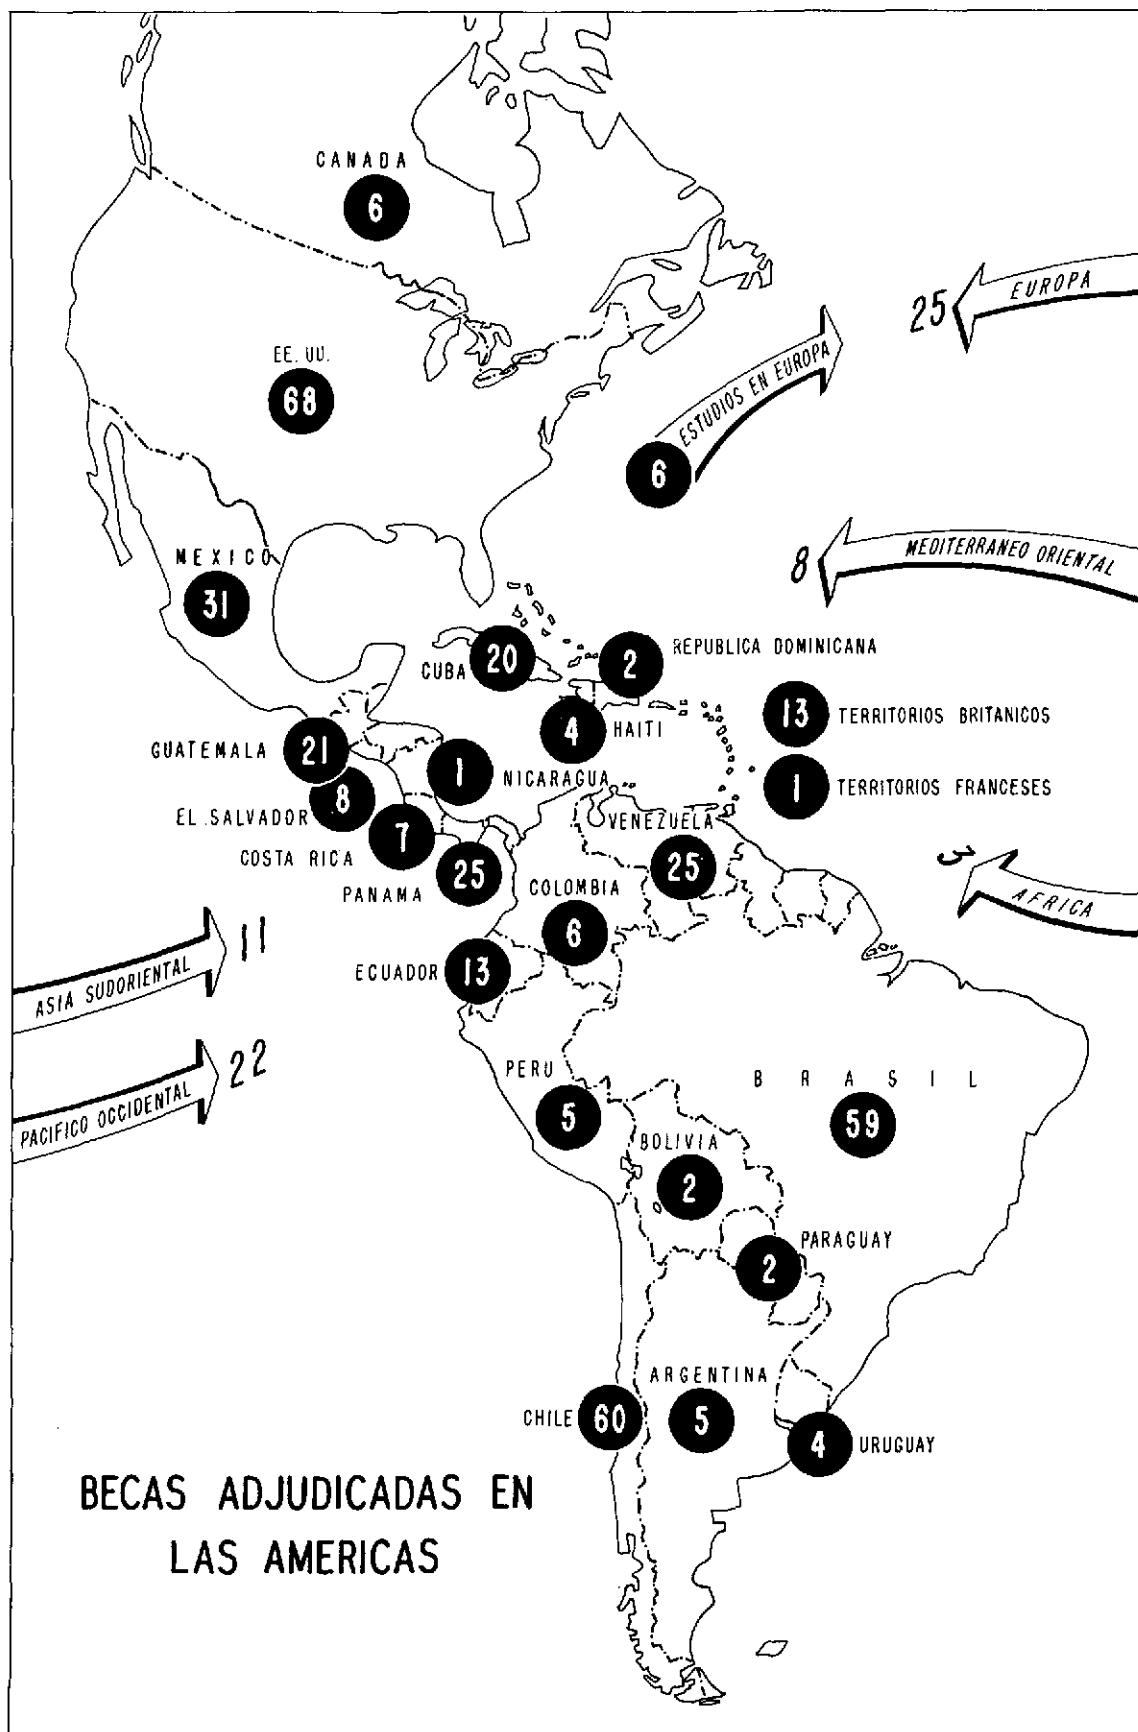 CANADA
6
25
EUROPA
EE. UU.
68
ESTUDIOS EN EUROPA
6
8
MEDITERRANEO ORIENTAL
MEXICO
31
CUBA
20
2
REPUBLICA DOMINICANA
4
HAITI
13
TERRITORIOS BRITANICOS
GUATEMALA
21
1
NICARAGUA
1
TERRITORIOS FRANCESES
EL SALVADOR
8
COSTA RICA
7
VENEZUELA
25
PANAMA
25
COLOMBIA
6
3
AFRICA
ECUADOR
13
11
ASIA SUDORIENTAL
22
PACIFICO OCCIDENTAL
PERU
5
BRASIL
59
BOLIVIA
2
PARAGUAY
2
ARGENTINA
5
CHILE
60
4
URUGUAY
BECAS ADJUDICADAS EN
LAS AMERICAS